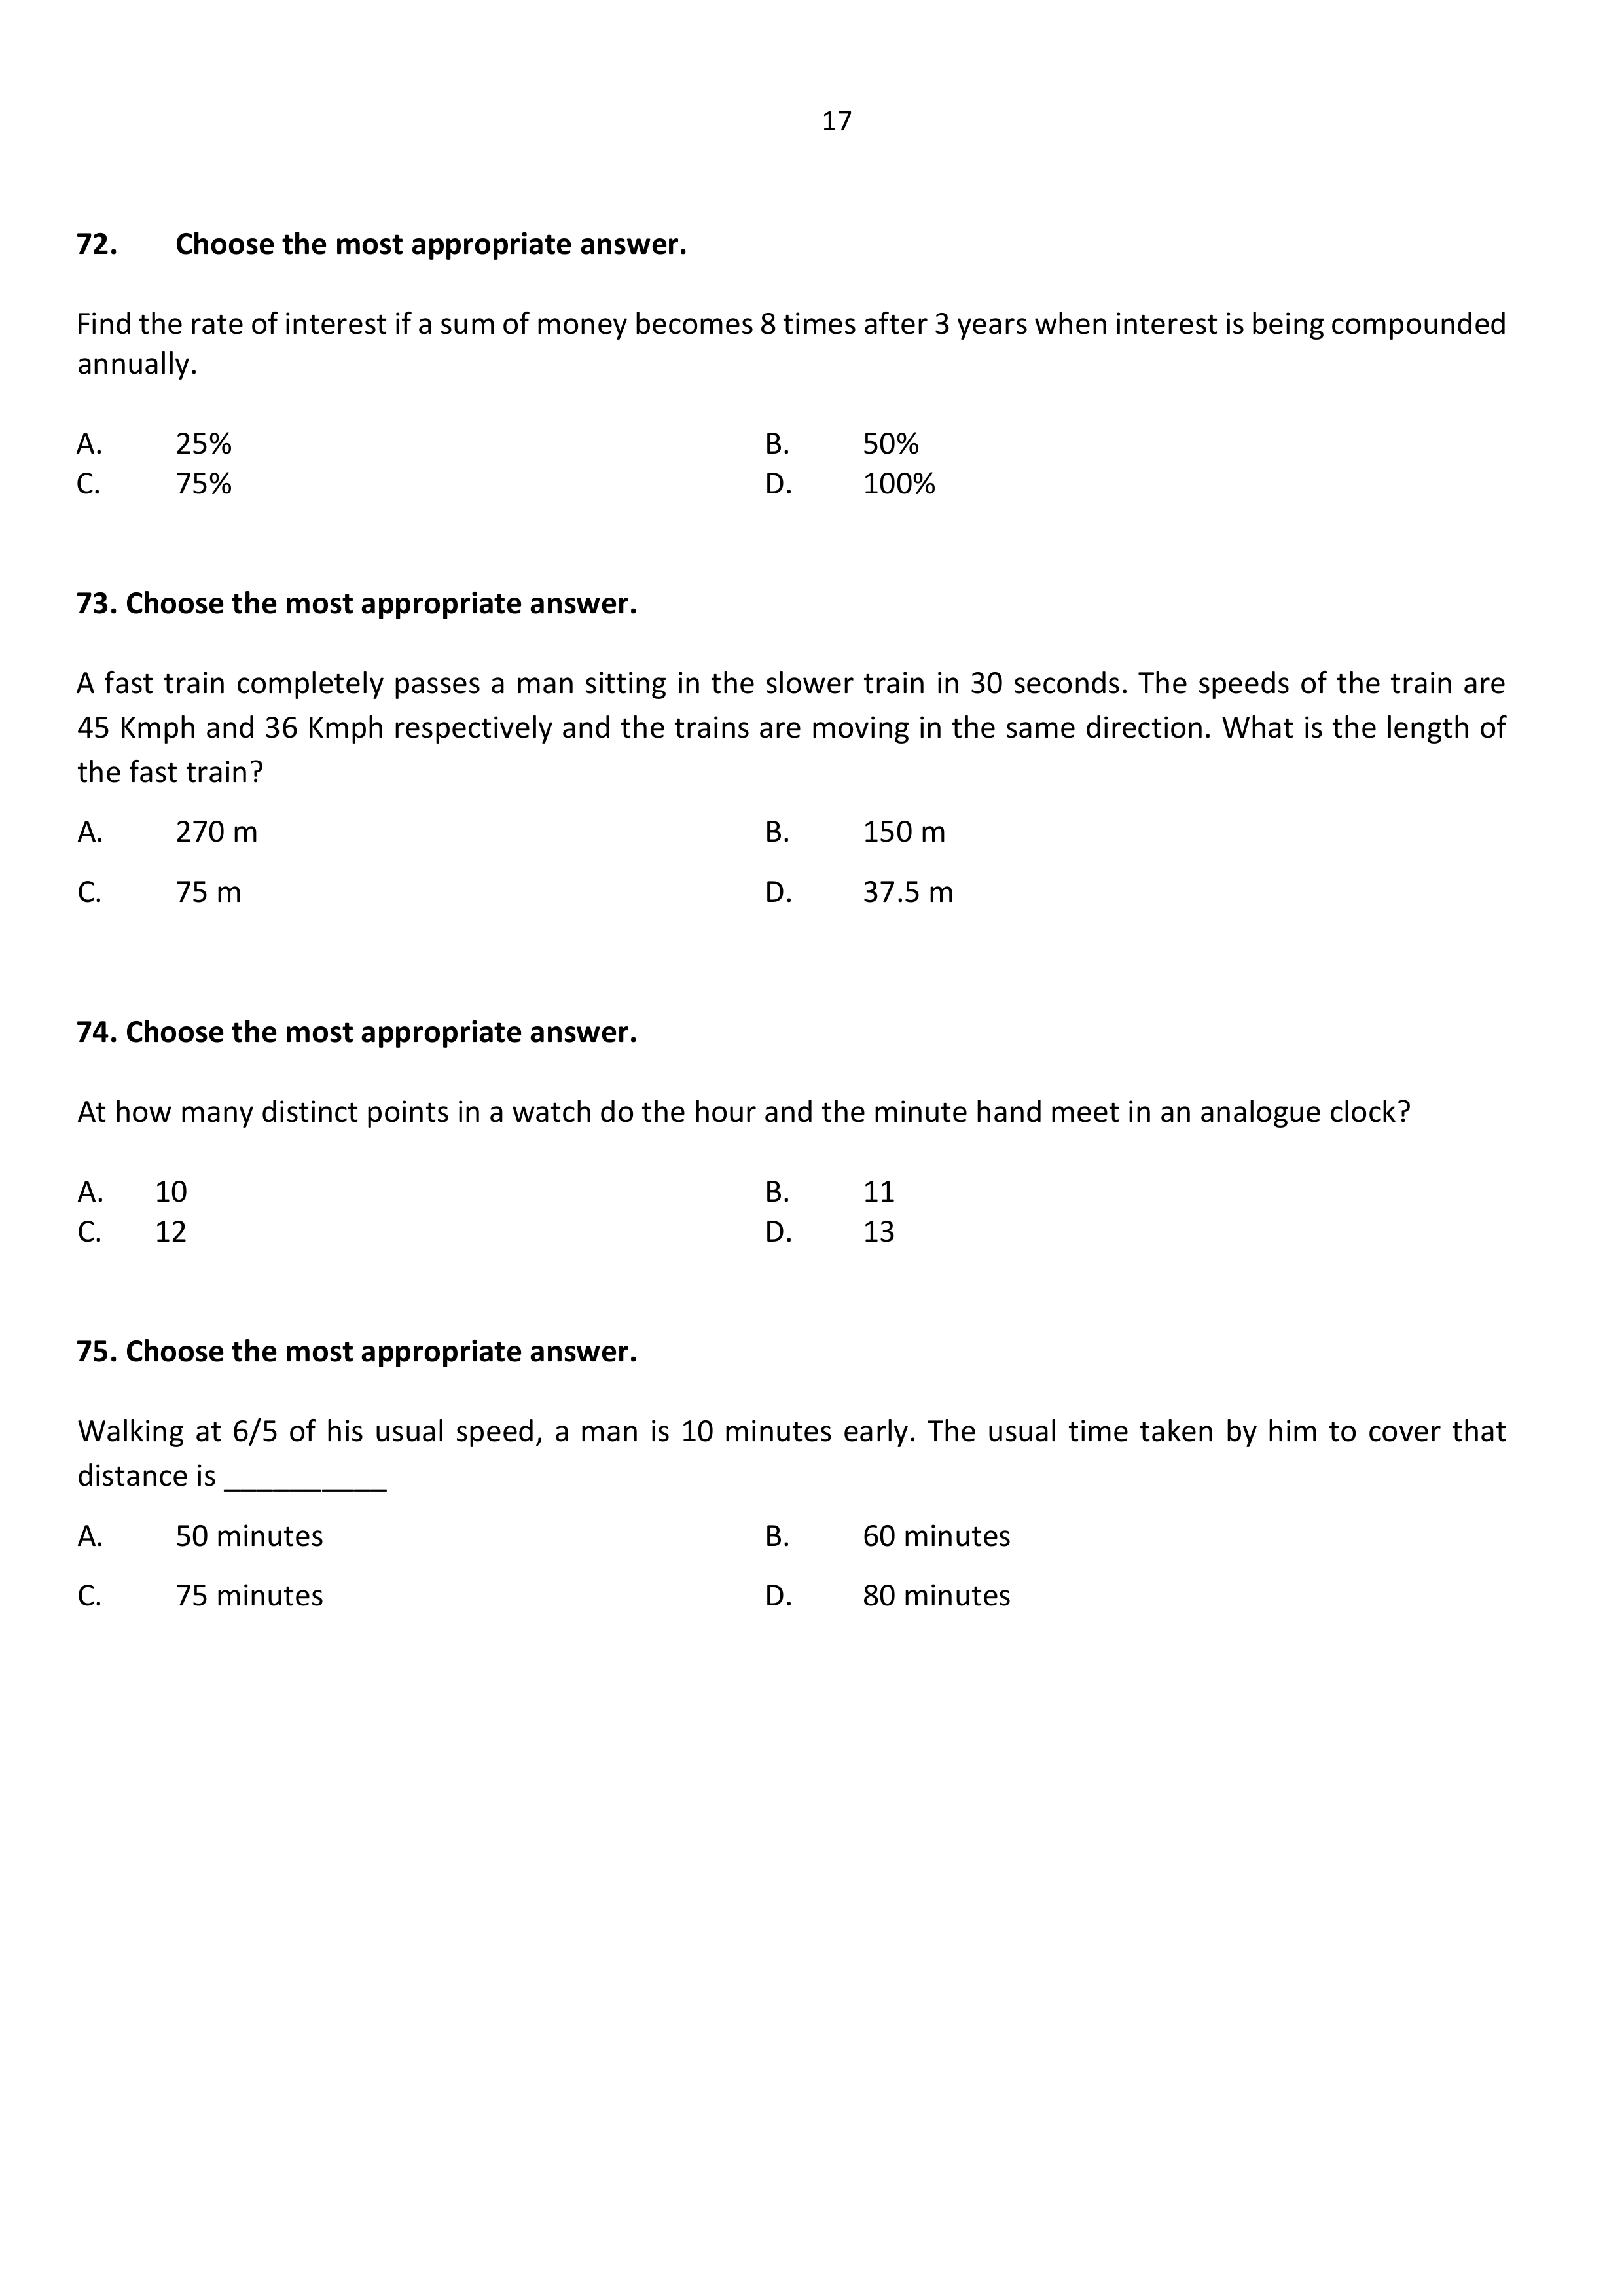 17
72. Choose the most appropriate answer.
Find the rate of interest if a sum of money becomes 8 times after 3 years when interest is being compounded
annually.
A. 25% B. 50%
C. 75% D. 100%
73. Choose the most appropriate answer.
A fast train completely passes a man sitting in the slower train in 30 seconds. The speeds of the train are
45 Kmph and 36 Kmph respectively and the trains are moving in the same direction. What is the length of
the fast train?
A. 270 m B. 150 m
C. 75 m D. 37.5 m
74. Choose the most appropriate answer.
At how many distinct points in a watch do the hour and the minute hand meet in an analogue clock?
A. 10 B. 11
C. 12 D. 13
75. Choose the most appropriate answer.
Walking at 6/5 of his usual speed, a man is 10 minutes early. The usual time taken by him to cover that
distance is __________
A. 50 minutes B. 60 minutes
C. 75 minutes D. 80 minutes